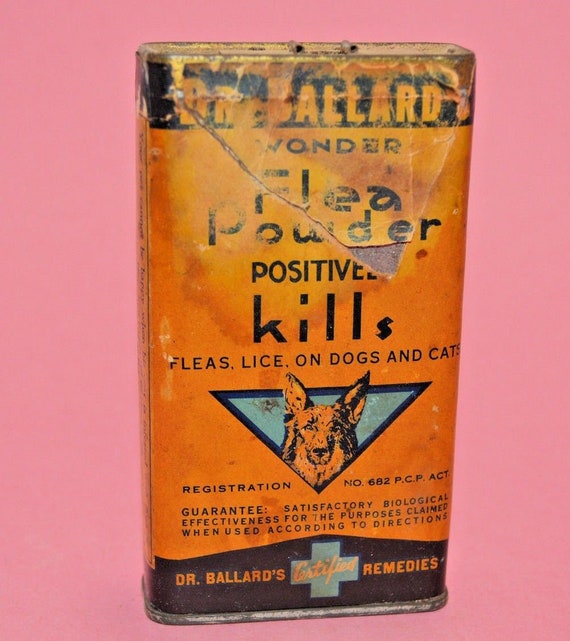 DR. BALLARD'S
WONDER
Flea
Powder
POSITIVEL
kills
FLEAS, LICE, ON DOGS AND CATS
REGISTRATION NO. 682 P.C.P. ACT.
GUARANTEE: SATISFACTORY BIOLOGICAL
EFFECTIVENESS FOR THE PURPOSES CLAIMED
WHEN USED ACCORDING TO DIRECTIONS
DR. BALLARD'S Certified REMEDIES